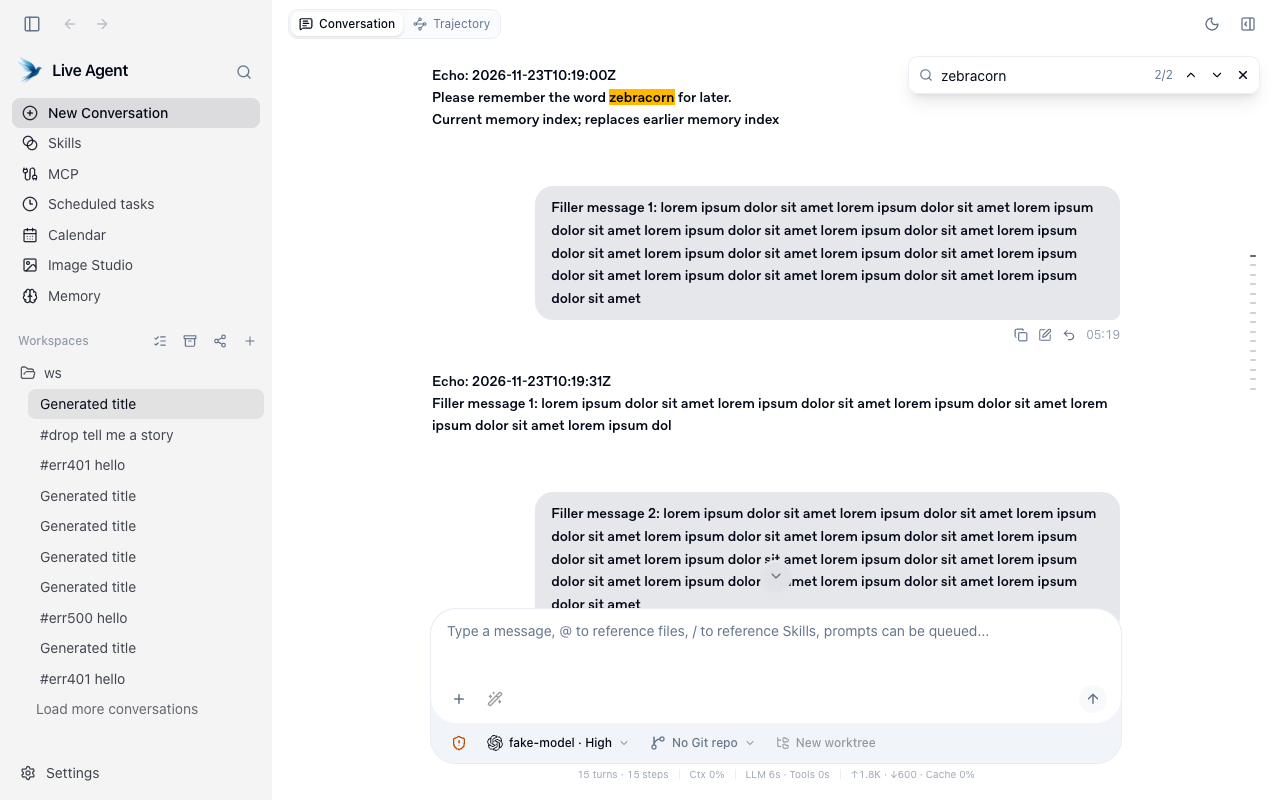 Conversation
Trajectory
Live Agent
New Conversation
Skills
MCP
Scheduled tasks
Calendar
Image Studio
Memory
Workspaces
ws
Generated title
#drop tell me a story
#err401 hello
Generated title
Generated title
Generated title
Generated title
#err500 hello
Generated title
#err401 hello
Load more conversations
Settings
zebracorn
2/2
Echo: 2026-11-23T10:19:00Z
Please remember the word zebracorn for later.
Current memory index; replaces earlier memory index
Filler message 1: lorem ipsum dolor sit amet lorem ipsum dolor sit amet lorem ipsum
dolor sit amet lorem ipsum dolor sit amet lorem ipsum dolor sit amet lorem ipsum
dolor sit amet lorem ipsum dolor sit amet lorem ipsum dolor sit amet lorem ipsum
dolor sit amet lorem ipsum dolor sit amet lorem ipsum dolor sit amet lorem ipsum
dolor sit amet
05:19
Echo: 2026-11-23T10:19:31Z
Filler message 1: lorem ipsum dolor sit amet lorem ipsum dolor sit amet lorem ipsum dolor sit amet lorem
ipsum dolor sit amet lorem ipsum dol
Filler message 2: lorem ipsum dolor sit amet lorem ipsum dolor sit amet lorem ipsum
dolor sit amet lorem ipsum dolor sit amet lorem ipsum dolor sit amet lorem ipsum
dolor sit amet lorem ipsum dolor sit amet lorem ipsum dolor sit amet lorem ipsum
dolor sit amet lorem ipsum dolor amet lorem ipsum dolor sit amet lorem ipsum
dolor sit amet
Type a message, @ to reference files, / to reference Skills, prompts can be queued...
fake-model · High
No Git repo
New worktree
15 turns · 15 steps
Ctx 0%
LLM 6s · Tools 0s
↑1.8K · ↓600 · Cache 0%